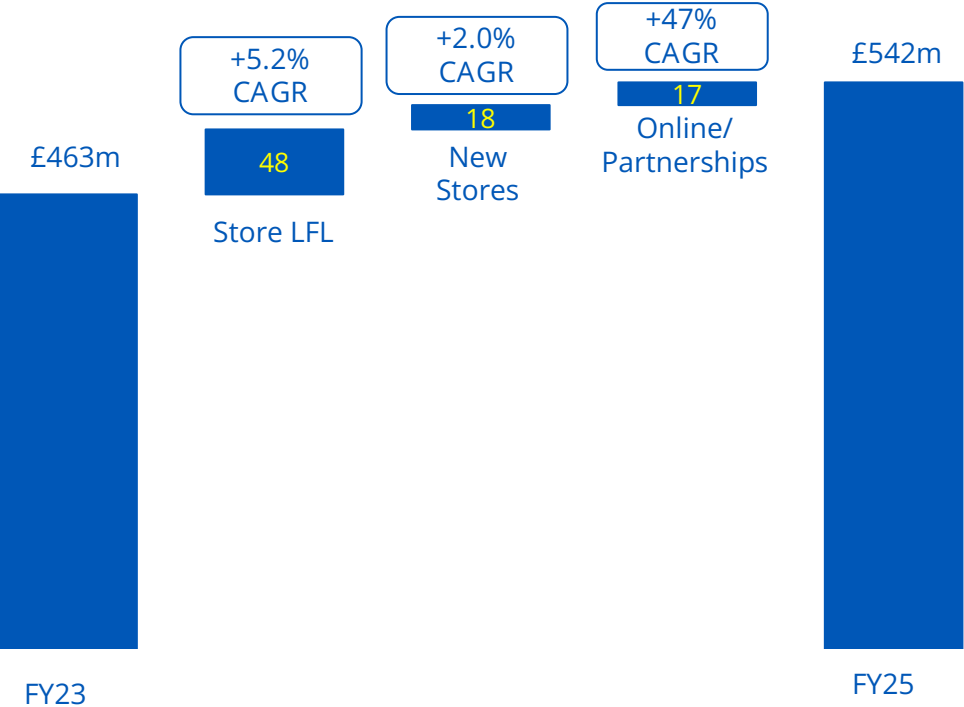 £463m
+5.2%
CAGR
48
Store LFL
+2.0%
CAGR
18
New
Stores
+47%
CAGR
17
Online/
Partnerships
£542m
FY23
FY25